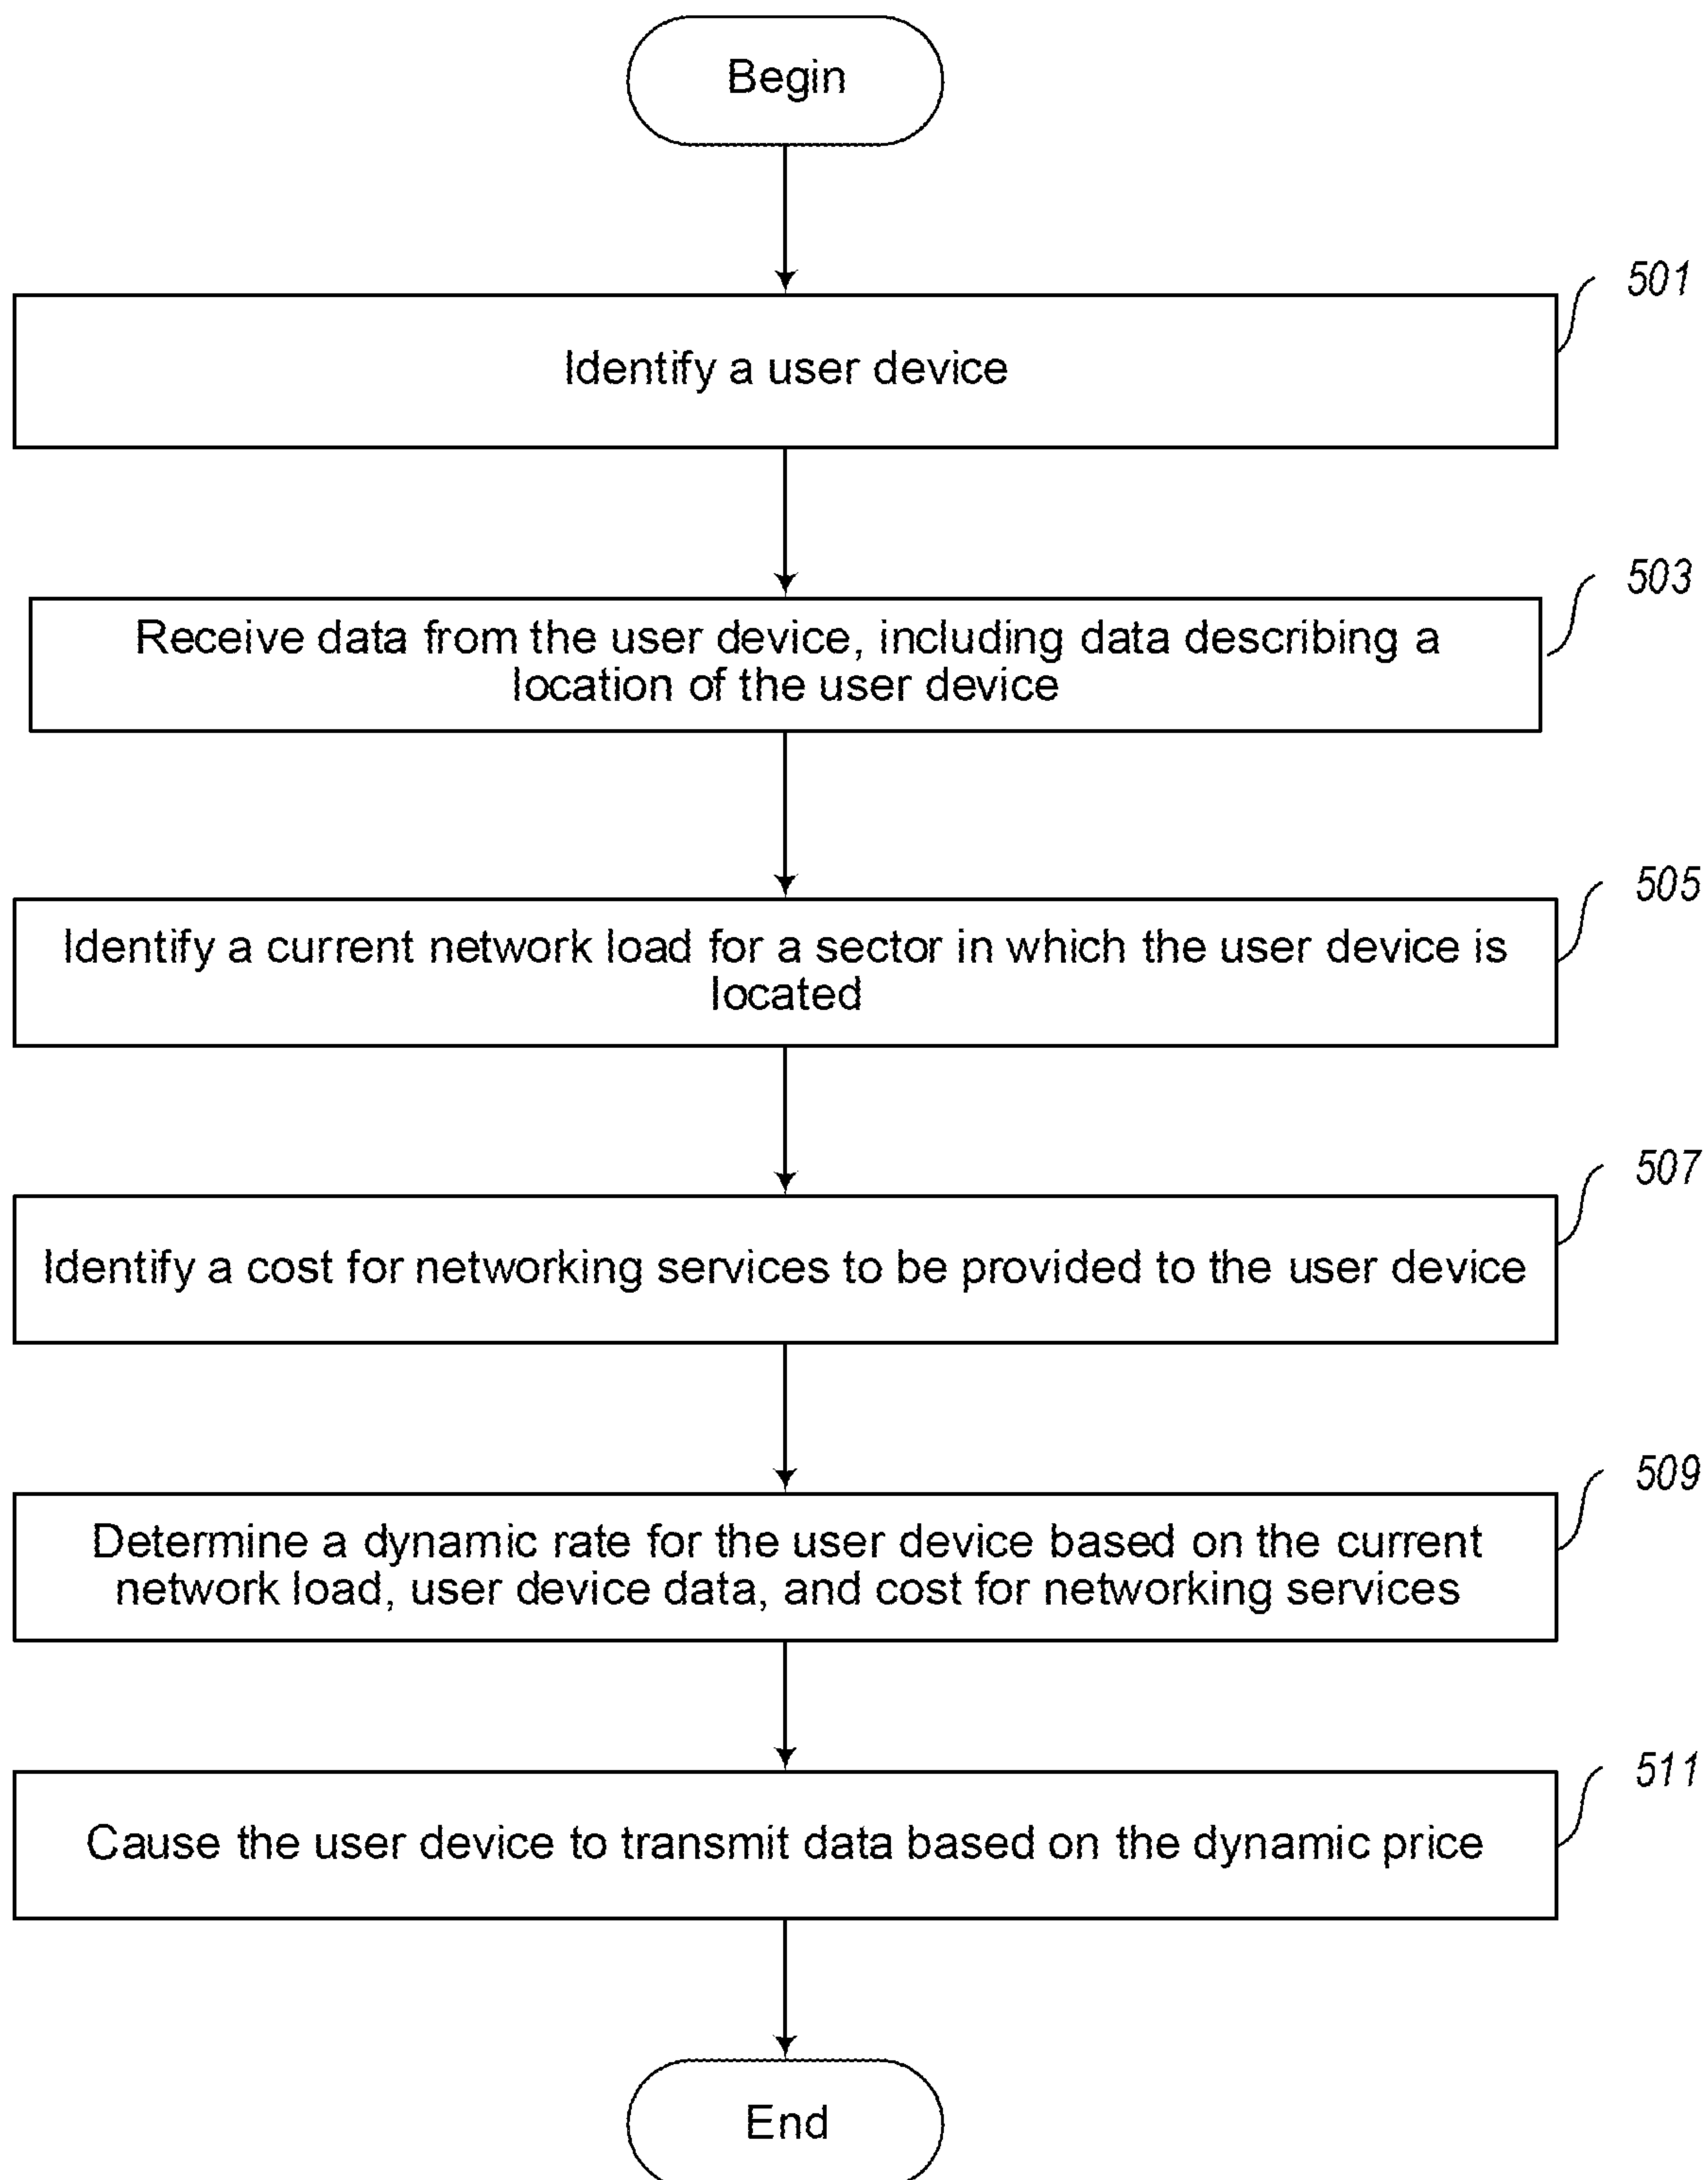 Begin
501
Identify a user device
503
Receive data from the user device, including data describing a
location of the user device
505
Identify a current network load for a sector in which the user device is
located
507
Identify a cost for networking services to be provided to the user device
509
Determine a dynamic rate for the user device based on the current
network load, user device data, and cost for networking services
511
Cause the user device to transmit data based on the dynamic price
End